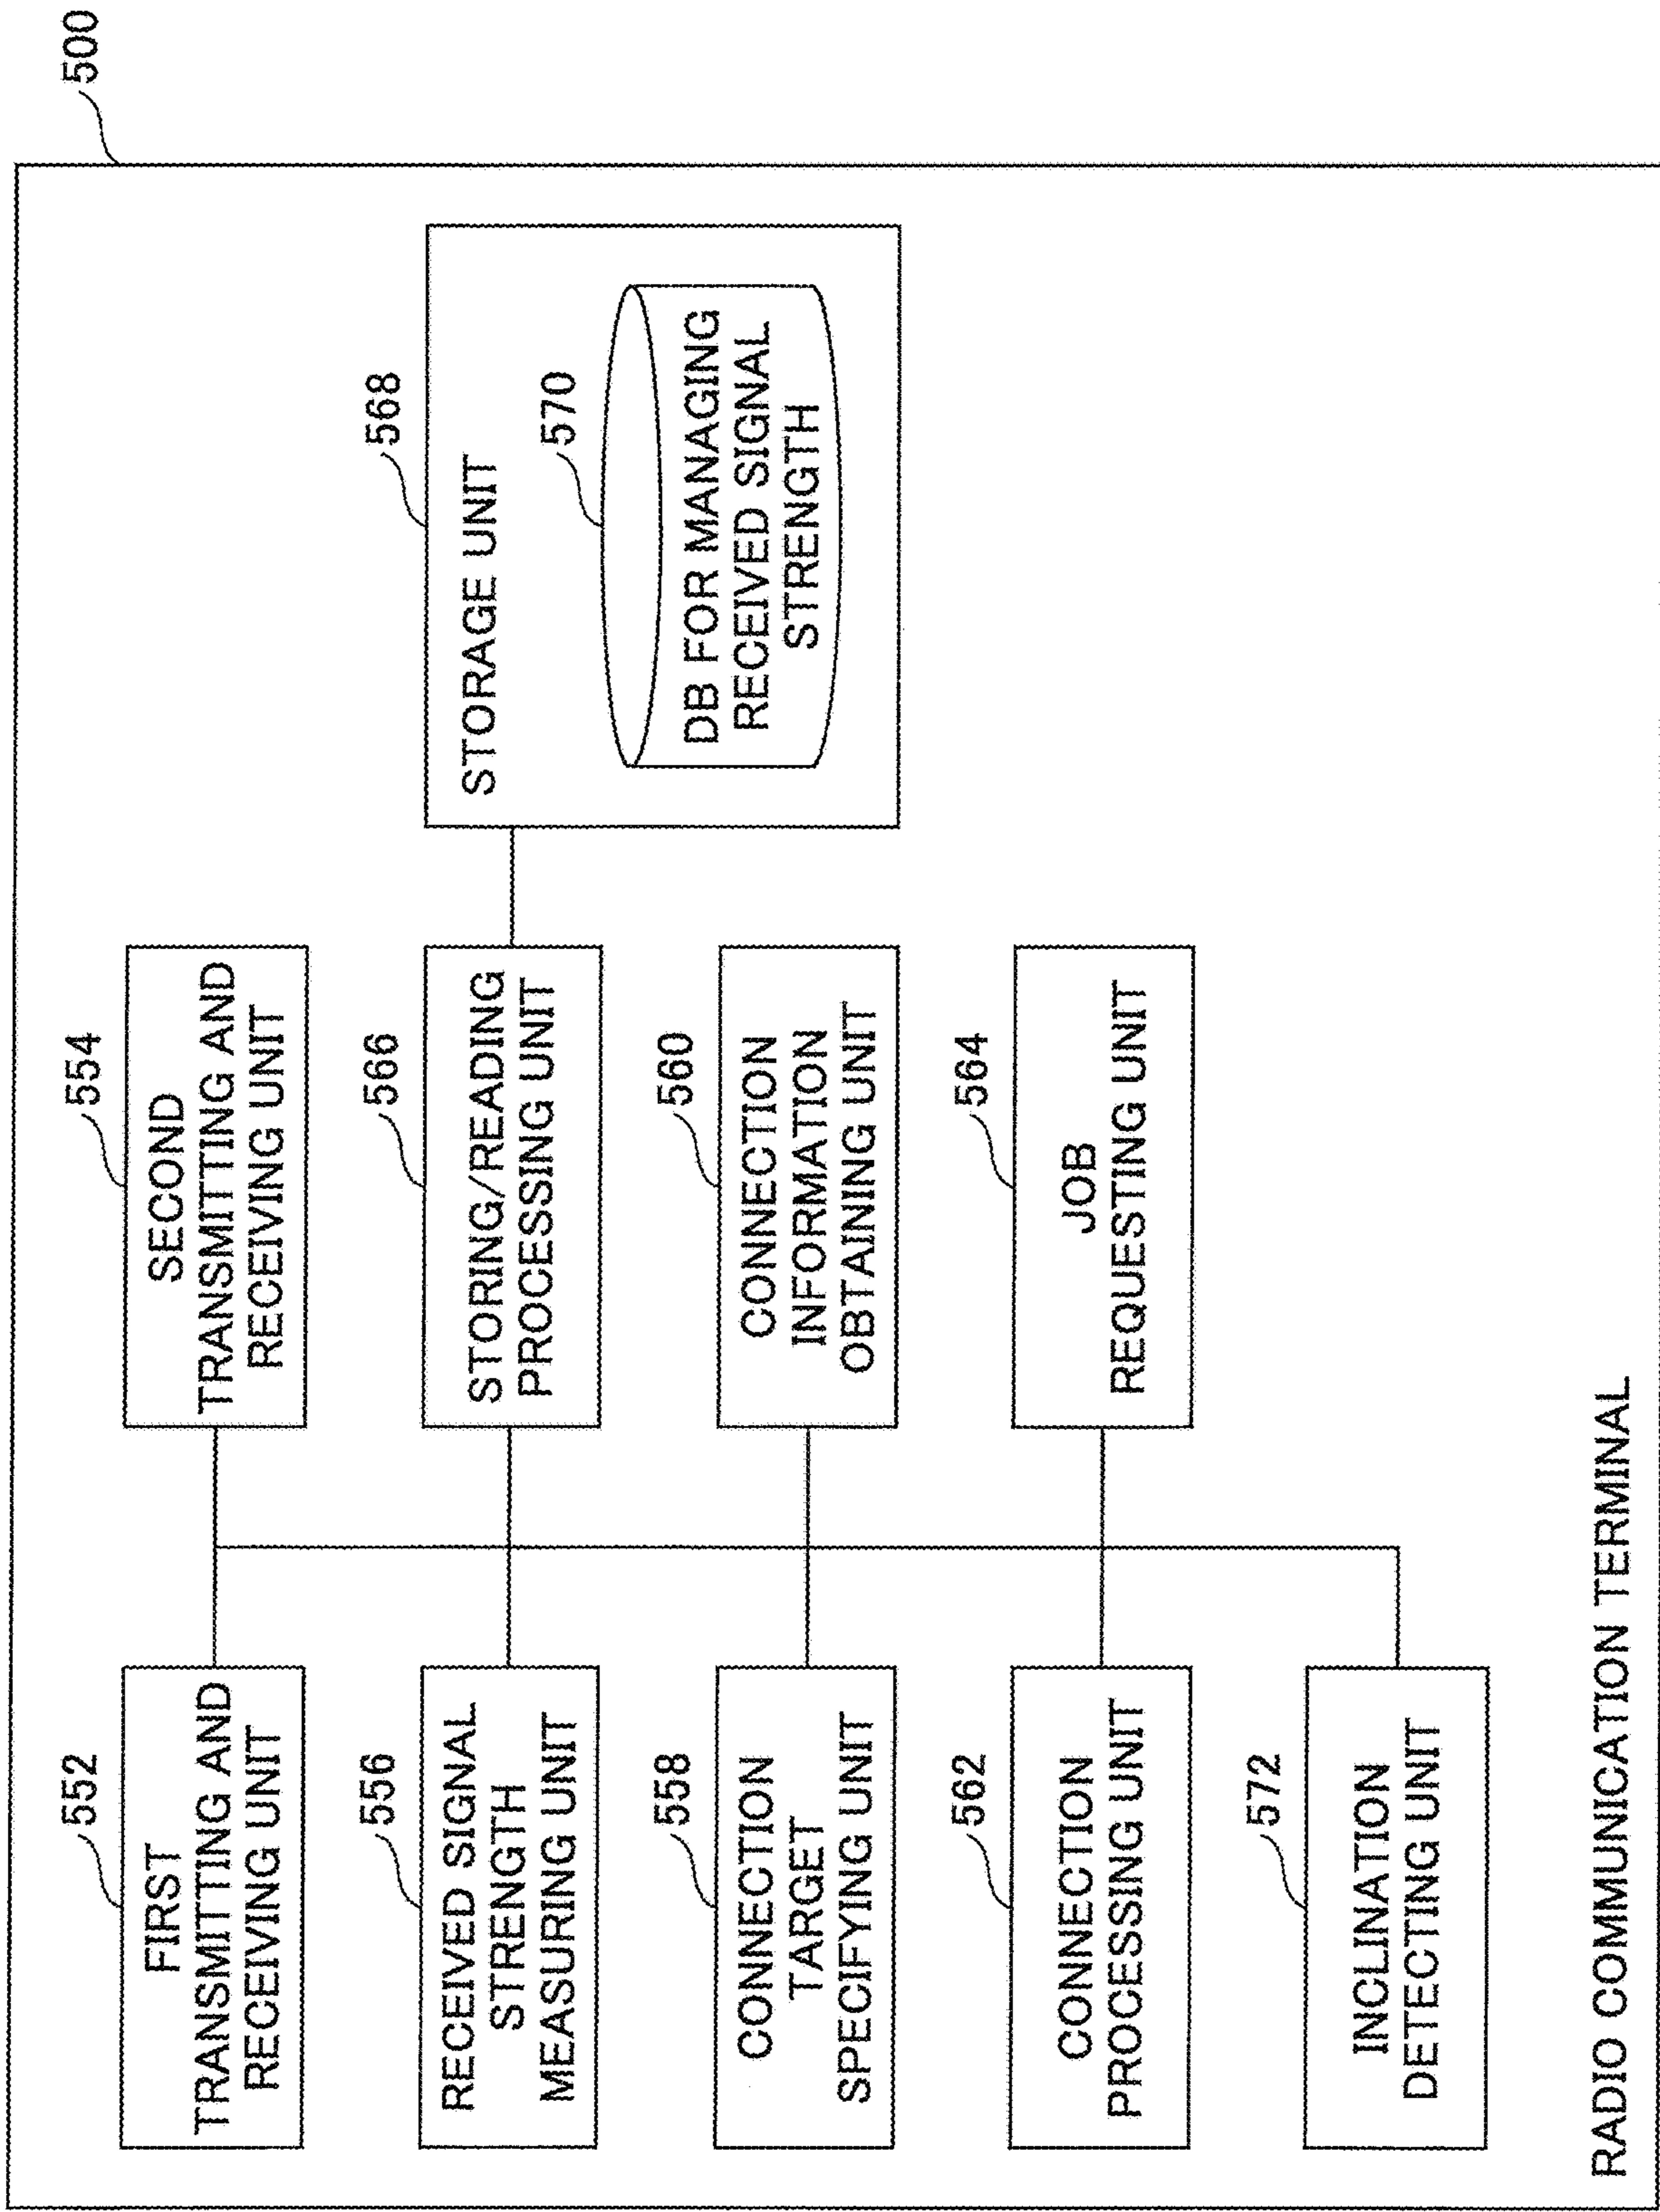 500
552
FIRST
TRANSMITTING AND
RECEIVING UNIT
554
SECOND
TRANSMITTING AND
RECEIVING UNIT
556
RECEIVED SIGNAL
STRENGTH
MEASURING UNIT
566
STORING/READING
PROCESSING UNIT
568
STORAGE UNIT
570
DB FOR MANAGING
RECEIVED SIGNAL
STRENGTH
558
CONNECTION
TARGET
SPECIFYING UNIT
560
CONNECTION
INFORMATION
OBTAINING UNIT
562
CONNECTION
PROCESSING UNIT
564
JOB
REQUESTING UNIT
572
INCLINATION
DETECTING UNIT
RADIO COMMUNICATION TERMINAL